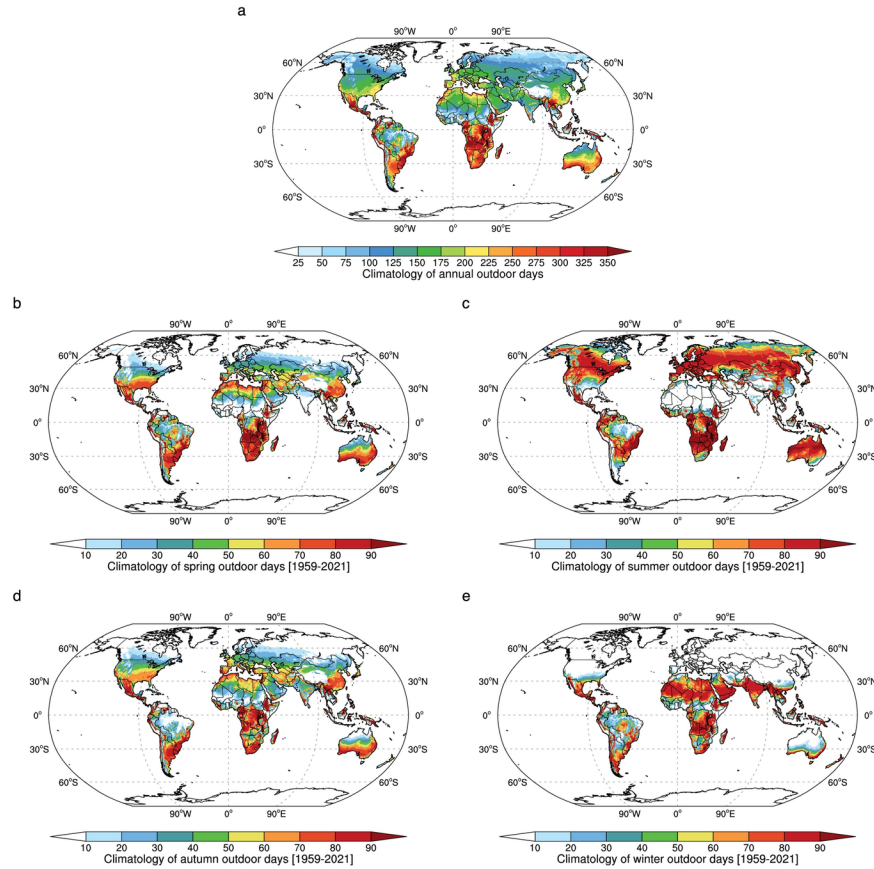 a
90°W 0° 90°E
60°N 60°N
30°N 30°N
0° 0°
30°S 30°S
60°S 60°S
90°W 0° 90°E
25 50 75 100 125 150 175 200 225 250 275 300 325 350
Climatology of annual outdoor days
b
90°W 0° 90°E
60°N 60°N
30°N 30°N
0° 0°
30°S 30°S
60°S 60°S
90°W 0° 90°E
10 20 30 40 50 60 70 80 90
Climatology of spring outdoor days [1959-2021]
c
90°W 0° 90°E
60°N 60°N
30°N 30°N
0° 0°
30°S 30°S
60°S 60°S
90°W 0° 90°E
10 20 30 40 50 60 70 80 90
Climatology of summer outdoor days [1959-2021]
d
90°W 0° 90°E
60°N 60°N
30°N 30°N
0° 0°
30°S 30°S
60°S 60°S
90°W 0° 90°E
10 20 30 40 50 60 70 80 90
Climatology of autumn outdoor days [1959-2021]
e
90°W 0° 90°E
60°N 60°N
30°N 30°N
0° 0°
30°S 30°S
60°S 60°S
90°W 0° 90°E
10 20 30 40 50 60 70 80 90
Climatology of winter outdoor days [1959-2021]